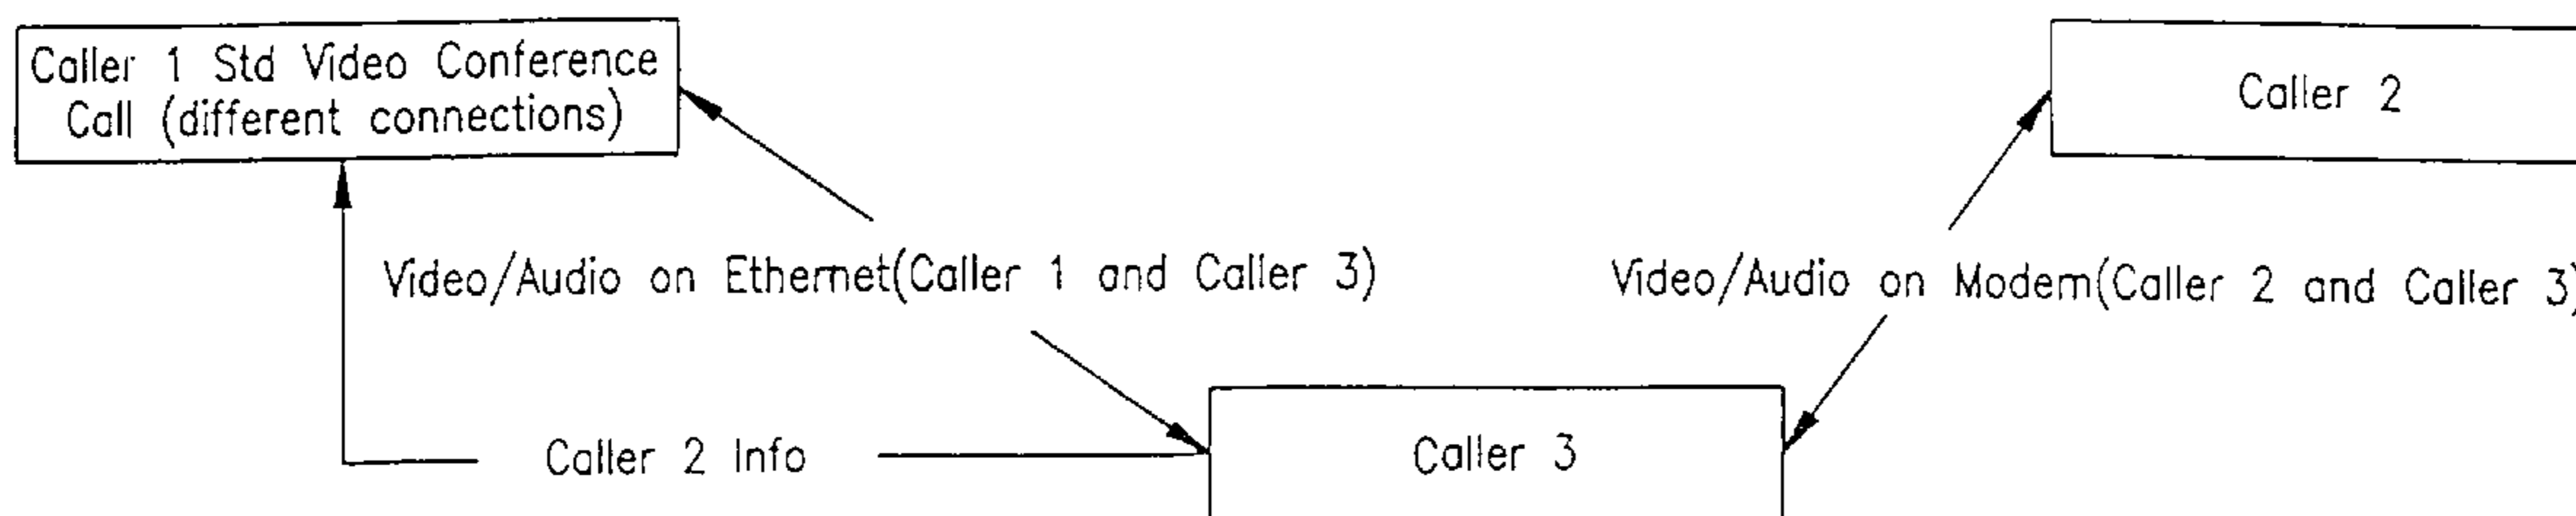 Caller 1 Std Video Conference
Call (different connections)
Caller 2
Video/Audio on Ethernet(Caller 1 and Caller 3)
Video/Audio on Modem(Caller 2 and Caller 3)
Caller 2 Info
Caller 3